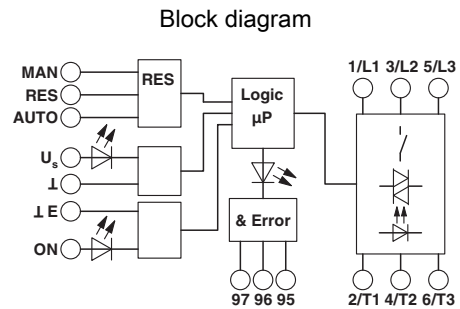 Block diagram
1/L1 3/L2 5/L3
MAN
RES
AUTO
RES
Logic
µP
Us
⊥
⊥ E
ON
& Error
97 96 95
2/T1 4/T2 6/T3